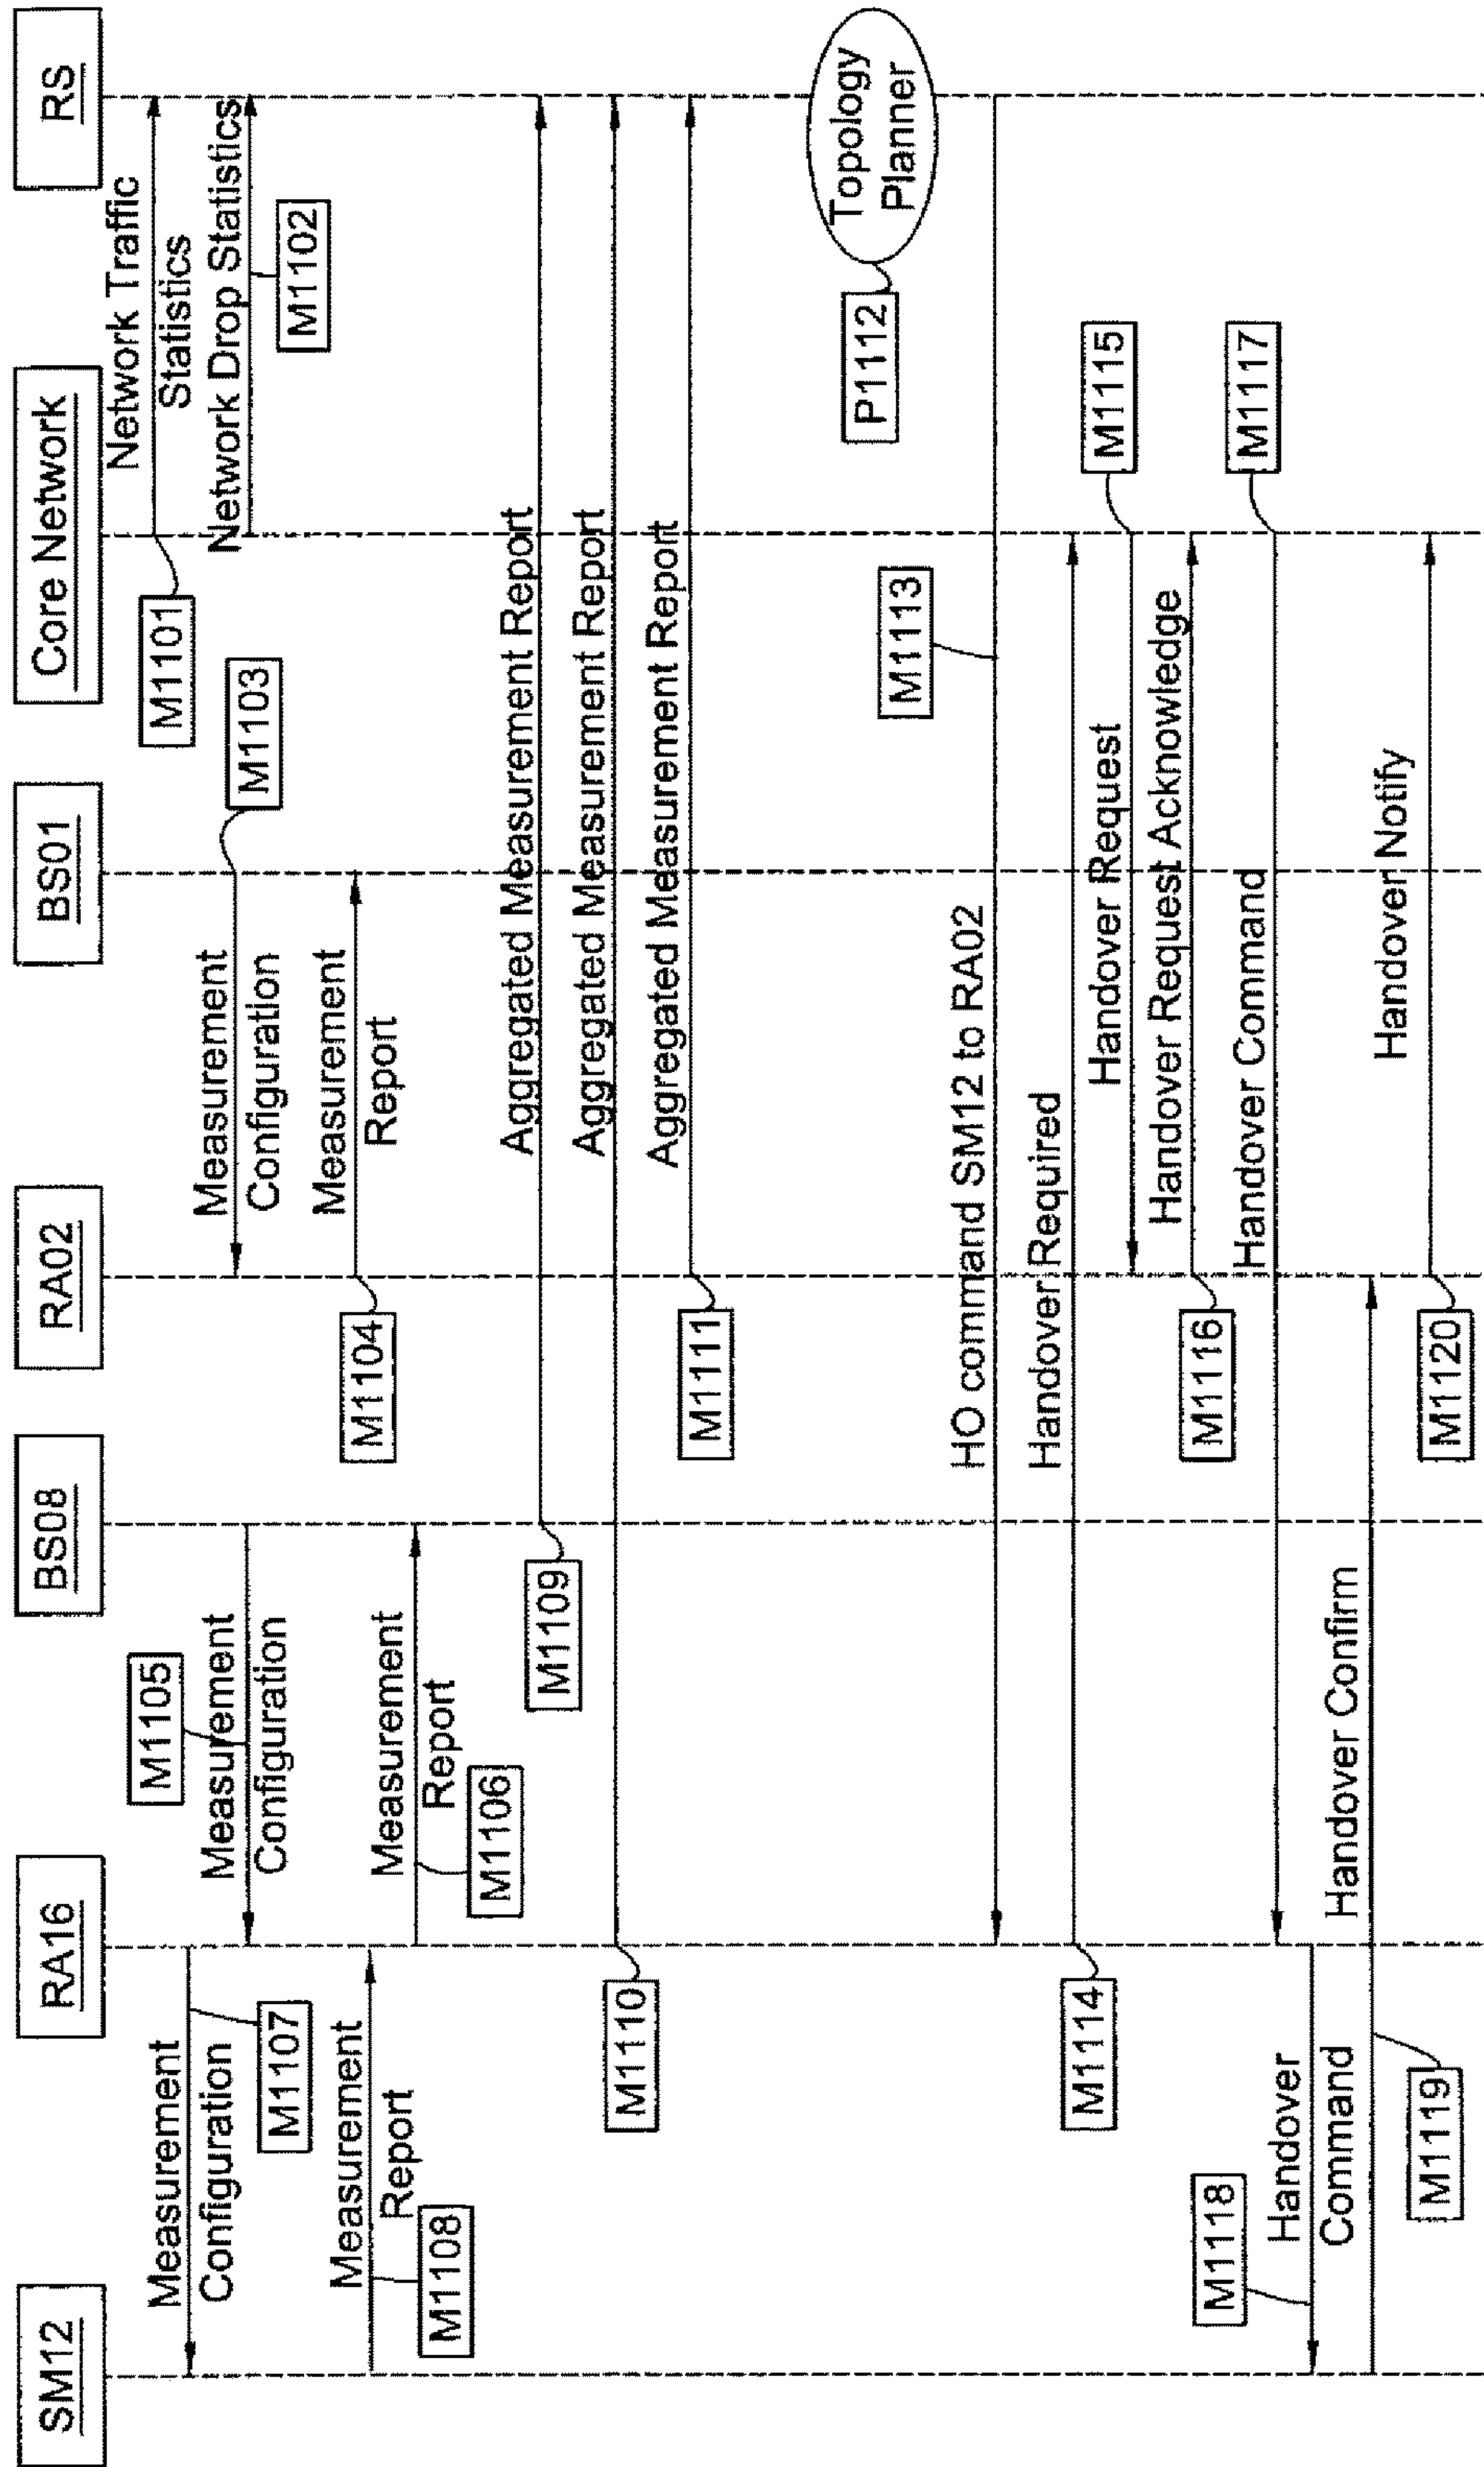 SM12
RA16
BS08
RA02
BS01
Core Network
RS
Network Traffic
Statistics
M1101
Network Drop Statistics
M1102
M1103
Measurement
Configuration
Measurement
Report
M1104
M1105
Measurement
Configuration
Measurement
Report
M1106
Measurement
Configuration
M1107
Measurement
Report
M1108
Aggregated Measurement Report
M1109
Aggregated Measurement Report
M1110
Aggregated Measurement Report
M1111
Topology
Planner
P1112
M1113
HO command SM12 to RA02
Handover Required
M1114
Handover Request
M1115
Handover Request Acknowledge
M1116
Handover Command
M1117
M1118
Handover
Command
Handover Confirm
M1119
Handover Notify
M1120